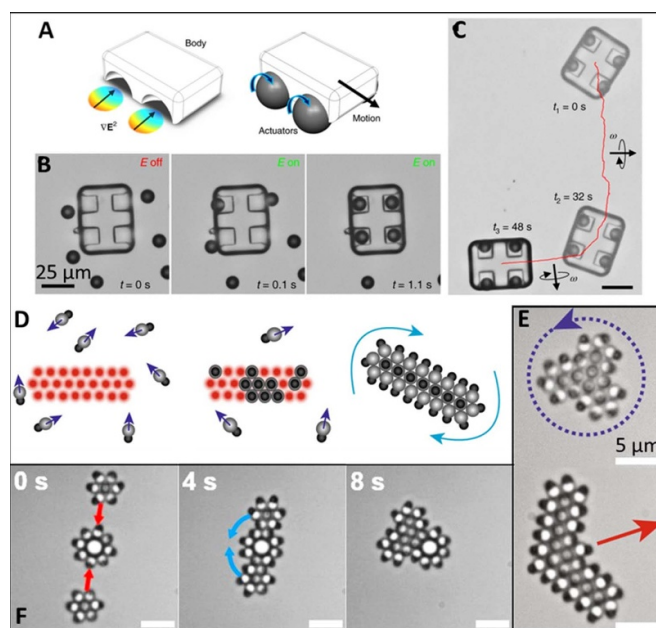 A
Body
∇E²
Actuators
Motion
B
E off
E on
E on
25 µm
t = 0 s
t = 0.1 s
t = 1.1 s
C
t₁ = 0 s
ω
t₂ = 32 s
t₃ = 48 s
ω
D
E
5 µm
0 s
4 s
8 s
F